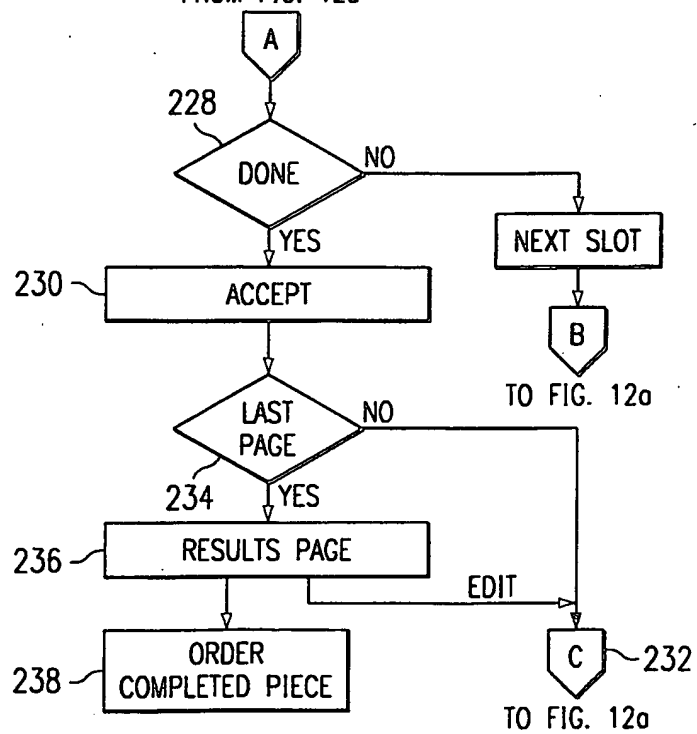 A
228
DONE
NO
YES
NEXT SLOT
230
ACCEPT
B
TO FIG. 12a
LAST
PAGE
NO
234
YES
236
RESULTS PAGE
EDIT
238
ORDER
COMPLETED PIECE
C
232
TO FIG. 12a